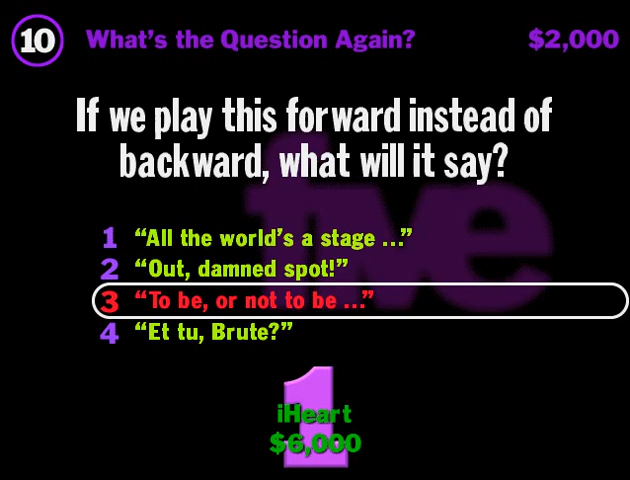 10 What's the Question Again? $2,000
If we play this forward instead of
backward, what will it say?
five
1 “All the world's a stage ...”
2 “Out, damned spot!”
3 “To be, or not to be ...”
4 “Et tu, Brute?”
1
iHeart
$6,000